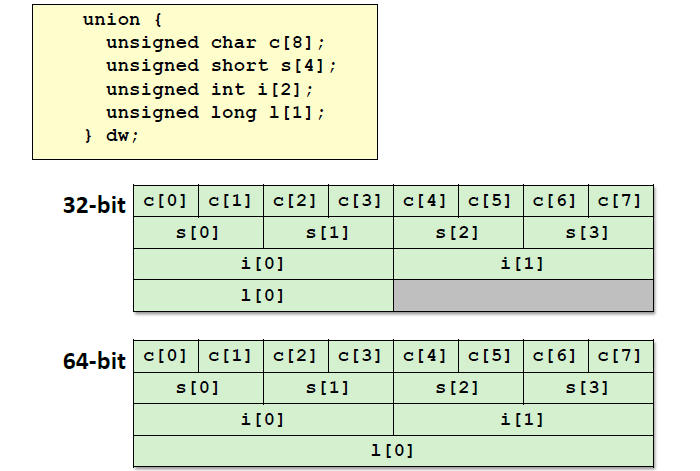 union {
unsigned char c[8];
unsigned short s[4];
unsigned int i[2];
unsigned long l[1];
} dw;
32-bit c[0] c[1] c[2] c[3] c[4] c[5] c[6] c[7]
s[0] s[1] s[2] s[3]
i[0] i[1]
l[0]
64-bit c[0] c[1] c[2] c[3] c[4] c[5] c[6] c[7]
s[0] s[1] s[2] s[3]
i[0] i[1]
l[0]